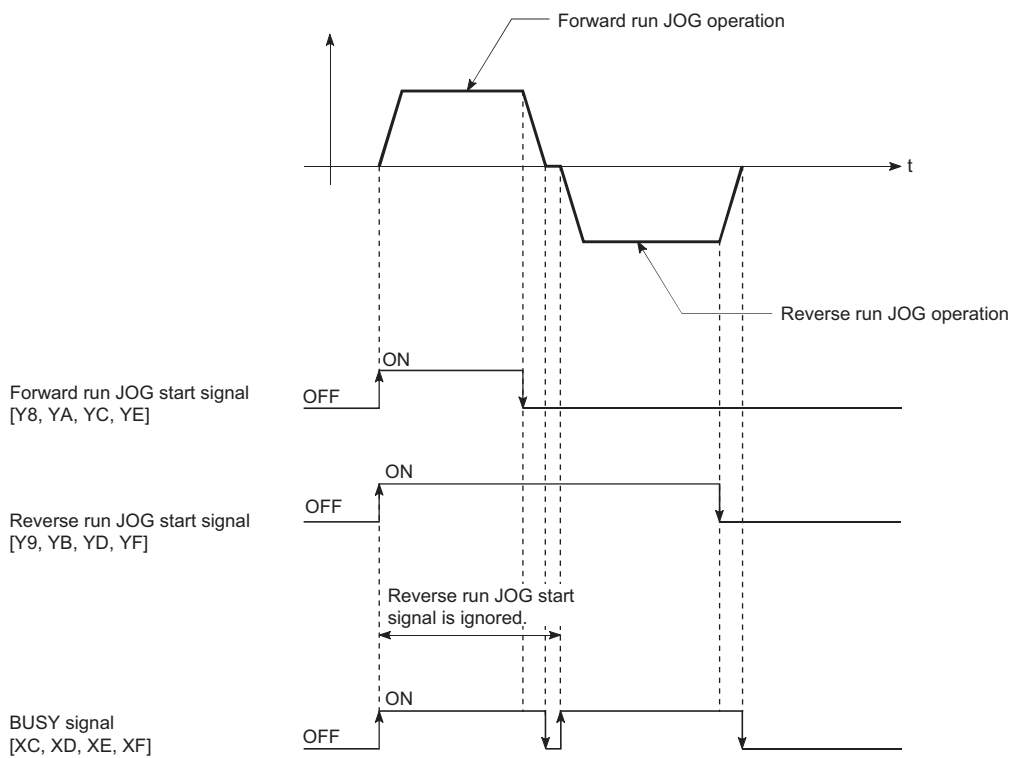 Forward run JOG operation
t
Reverse run JOG operation
ON
Forward run JOG start signal
OFF
[Y8, YA, YC, YE]
ON
OFF
Reverse run JOG start signal
[Y9, YB, YD, YF]
Reverse run JOG start
signal is ignored.
ON
BUSY signal
OFF
[XC, XD, XE, XF]